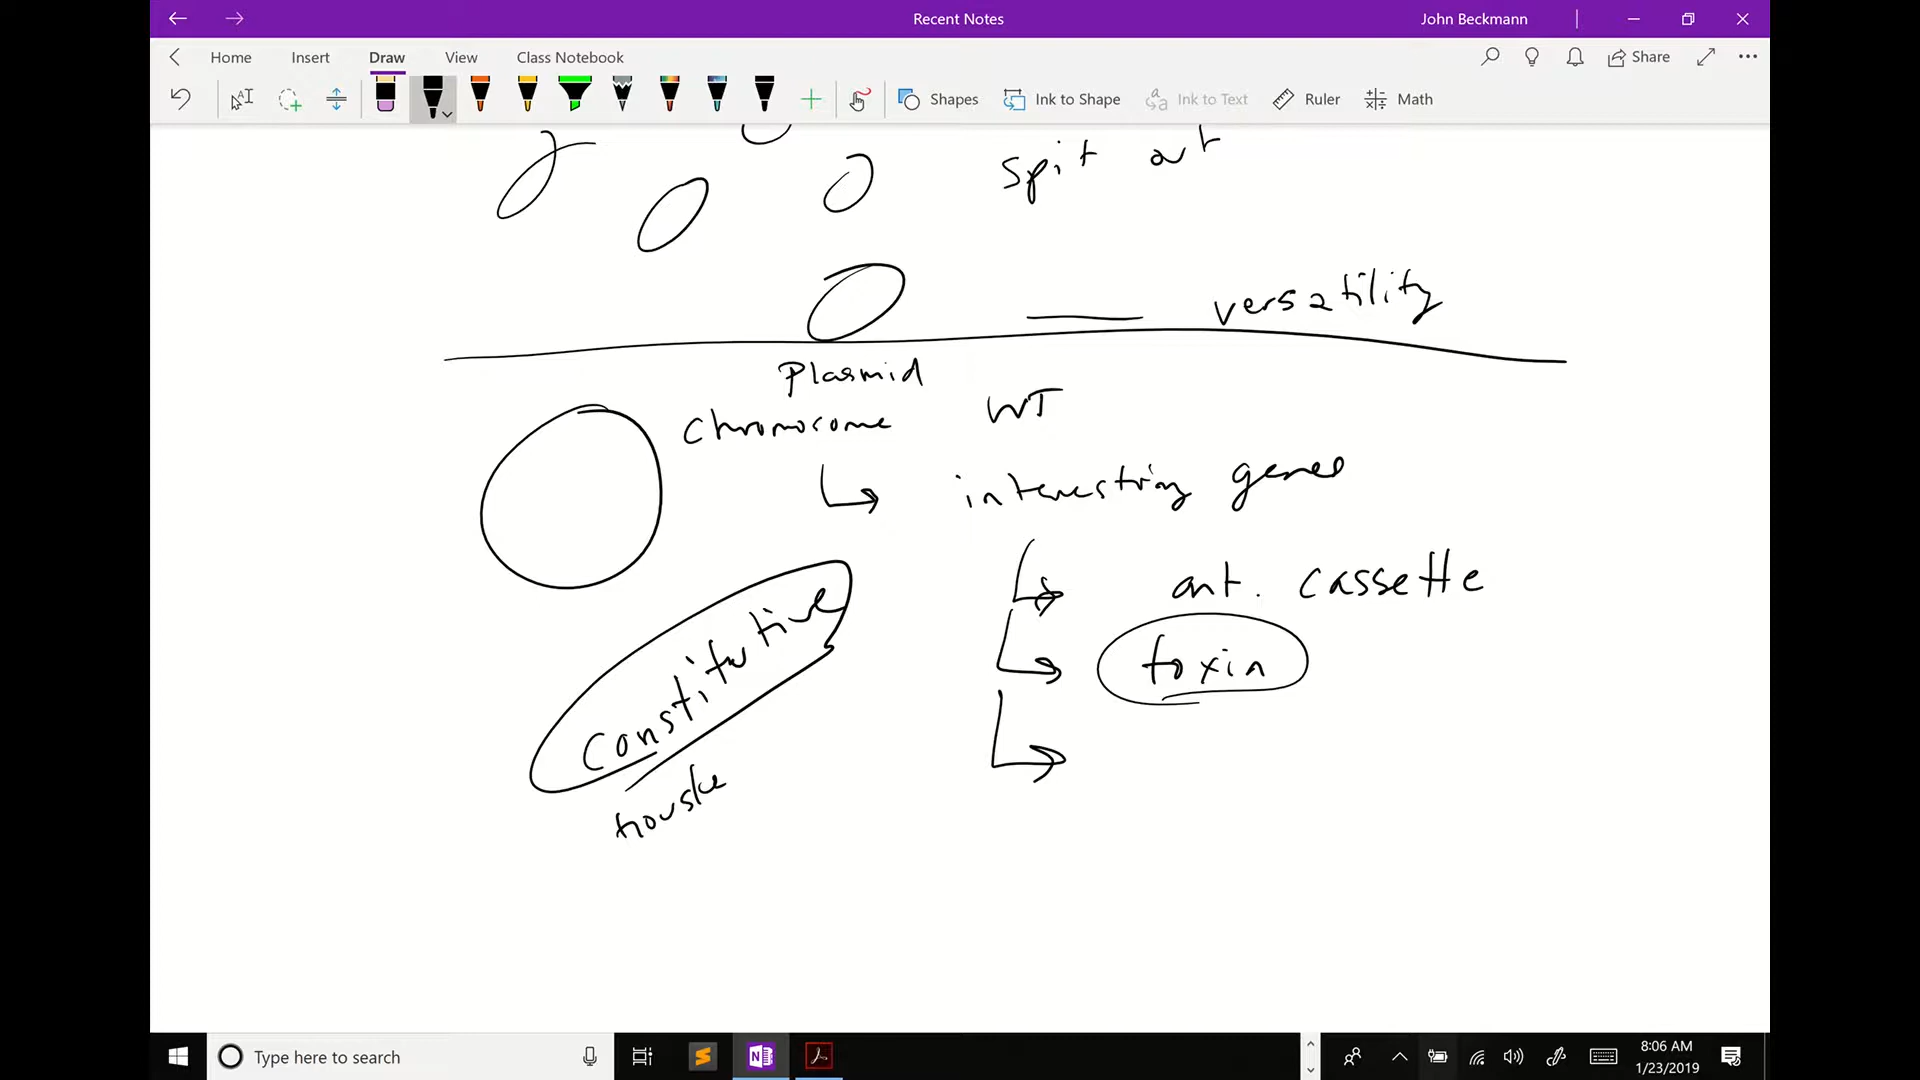 Recent Notes
John Beckmann
Home Insert Draw View Class Notebook
Share
Shapes Ink to Shape Ink to Text Ruler Math
Spit out
versatility
Plasmid
Chromosome WT
interesting genes
ant. cassette
Constitutive
toxin
houske
Type here to search
8:06 AM
1/23/2019